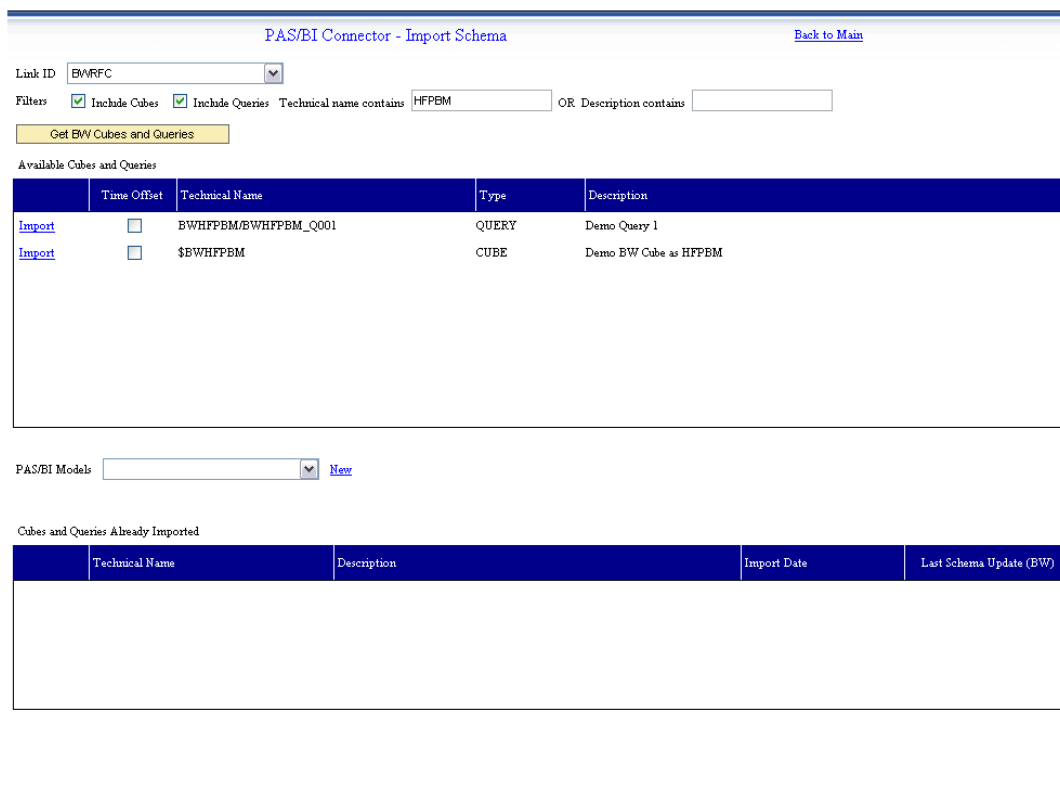 PAS/BI Connector - Import Schema Back to Main
Link ID BWRFC
Filters Include Cubes Include Queries Technical name contains HFPBM OR Description contains
Get BW Cubes and Queries
Available Cubes and Queries
Time Offset Technical Name Type Description
Import BWHFPBM/BWHFPBM_Q001 QUERY Demo Query 1
Import $BWHFPBM CUBE Demo BW Cube as HFPBM
PAS/BI Models New
Cubes and Queries Already Imported
Technical Name Description Import Date Last Schema Update (BW)